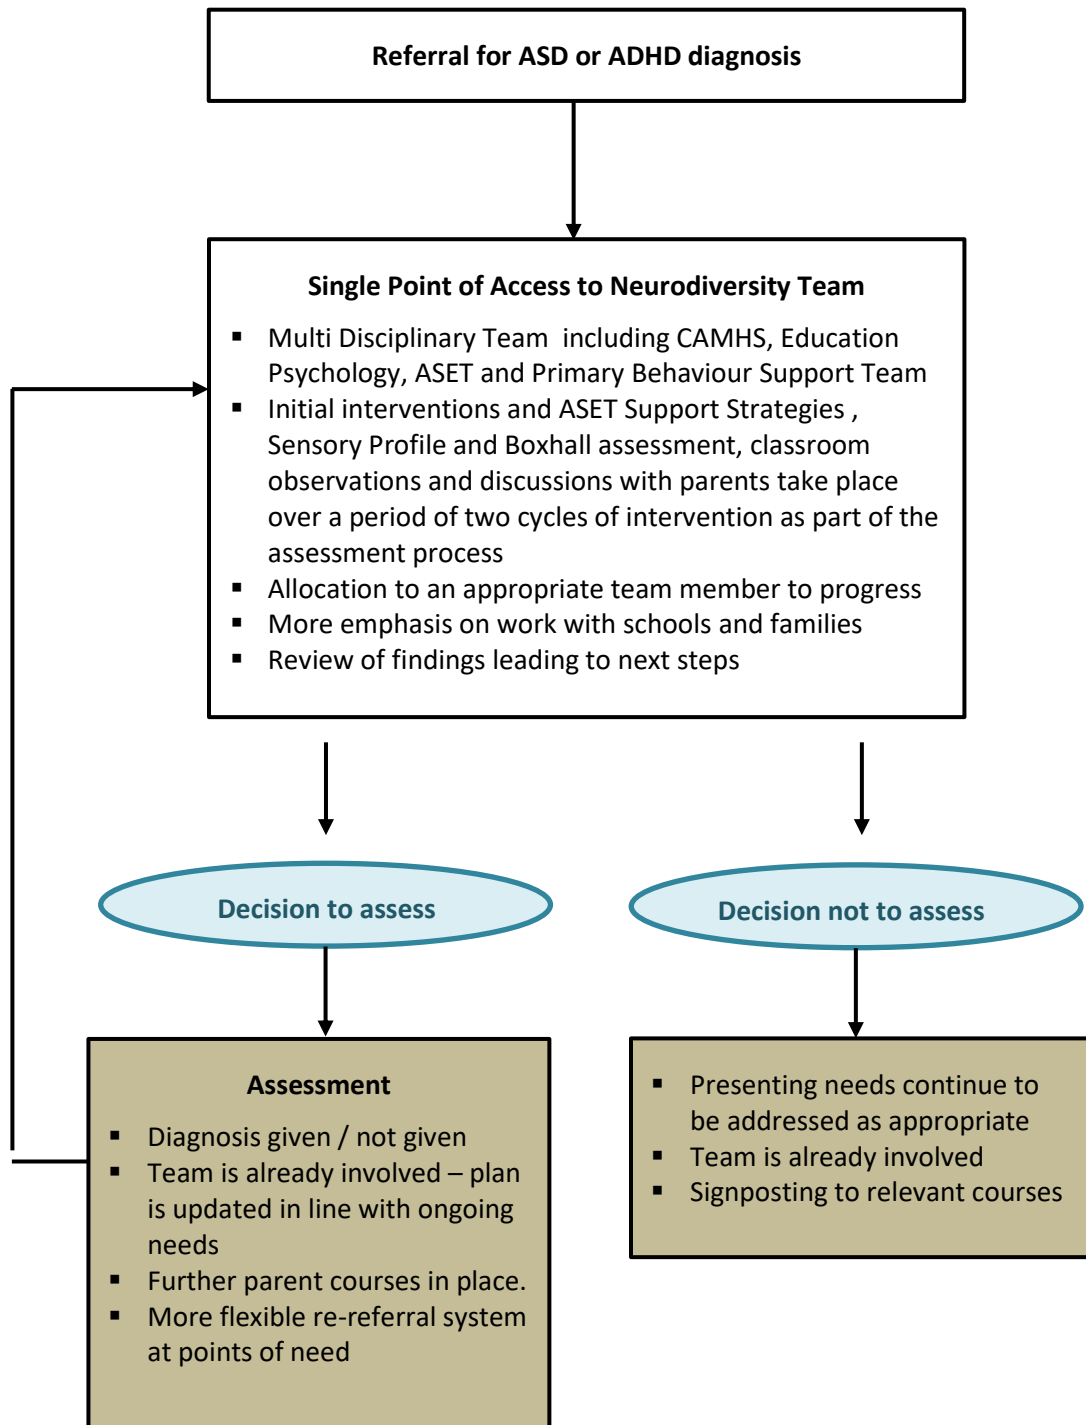 Referral for ASD or ADHD diagnosis
Single Point of Access to Neurodiversity Team
▪ Multi Disciplinary Team including CAMHS, Education
Psychology, ASET and Primary Behaviour Support Team
▪ Initial interventions and ASET Support Strategies ,
Sensory Profile and Boxhall assessment, classroom
observations and discussions with parents take place
over a period of two cycles of intervention as part of the
assessment process
▪ Allocation to an appropriate team member to progress
▪ More emphasis on work with schools and families
▪ Review of findings leading to next steps
Decision to assess
Decision not to assess
Assessment
▪ Diagnosis given / not given
▪ Team is already involved – plan
is updated in line with ongoing
needs
▪ Further parent courses in place.
▪ More flexible re-referral system
at points of need
▪ Presenting needs continue to
be addressed as appropriate
▪ Team is already involved
▪ Signposting to relevant courses